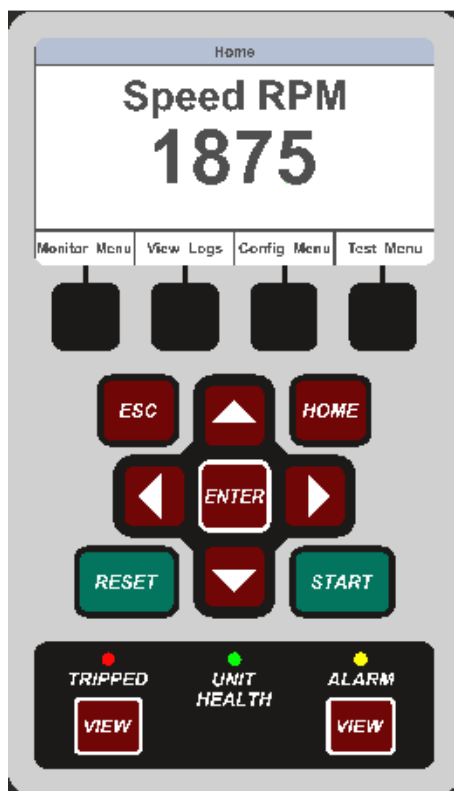 Home
Speed RPM
1875
Monitor Menu View Logs Config Menu Test Menu
ESC HOME
ENTER
RESET START
TRIPPED UNIT HEALTH ALARM
VIEW VIEW